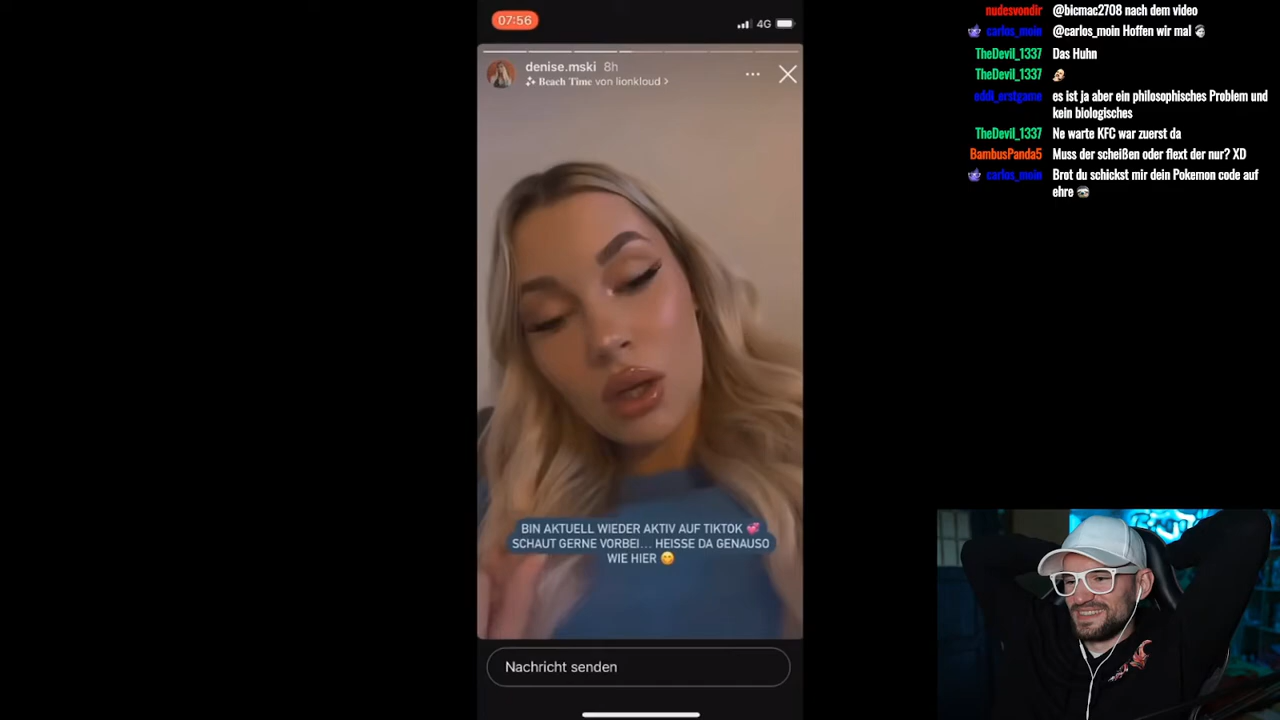 07:56
4G
denise.mski 8h
Beach Time von lionkloud >
BIN AKTUELL WIEDER AKTIV AUF TIKTOK 💞
SCHAUT GERNE VORBEI... HEISSE DA GENAUSO
WIE HIER 😋
Nachricht senden
nudesvondir @bicmac2708 nach dem video
carlos_moin @carlos_moin Hoffen wir mal
TheDevil_1337 Das Huhn
TheDevil_1337
eddi_erstgame es ist ja aber ein philosophisches Problem und
kein biologisches
TheDevil_1337 Ne warte KFC war zuerst da
BambusPanda5 Muss der scheißen oder flext der nur? XD
carlos_moin Brot du schickst mir dein Pokemon code auf
ehre